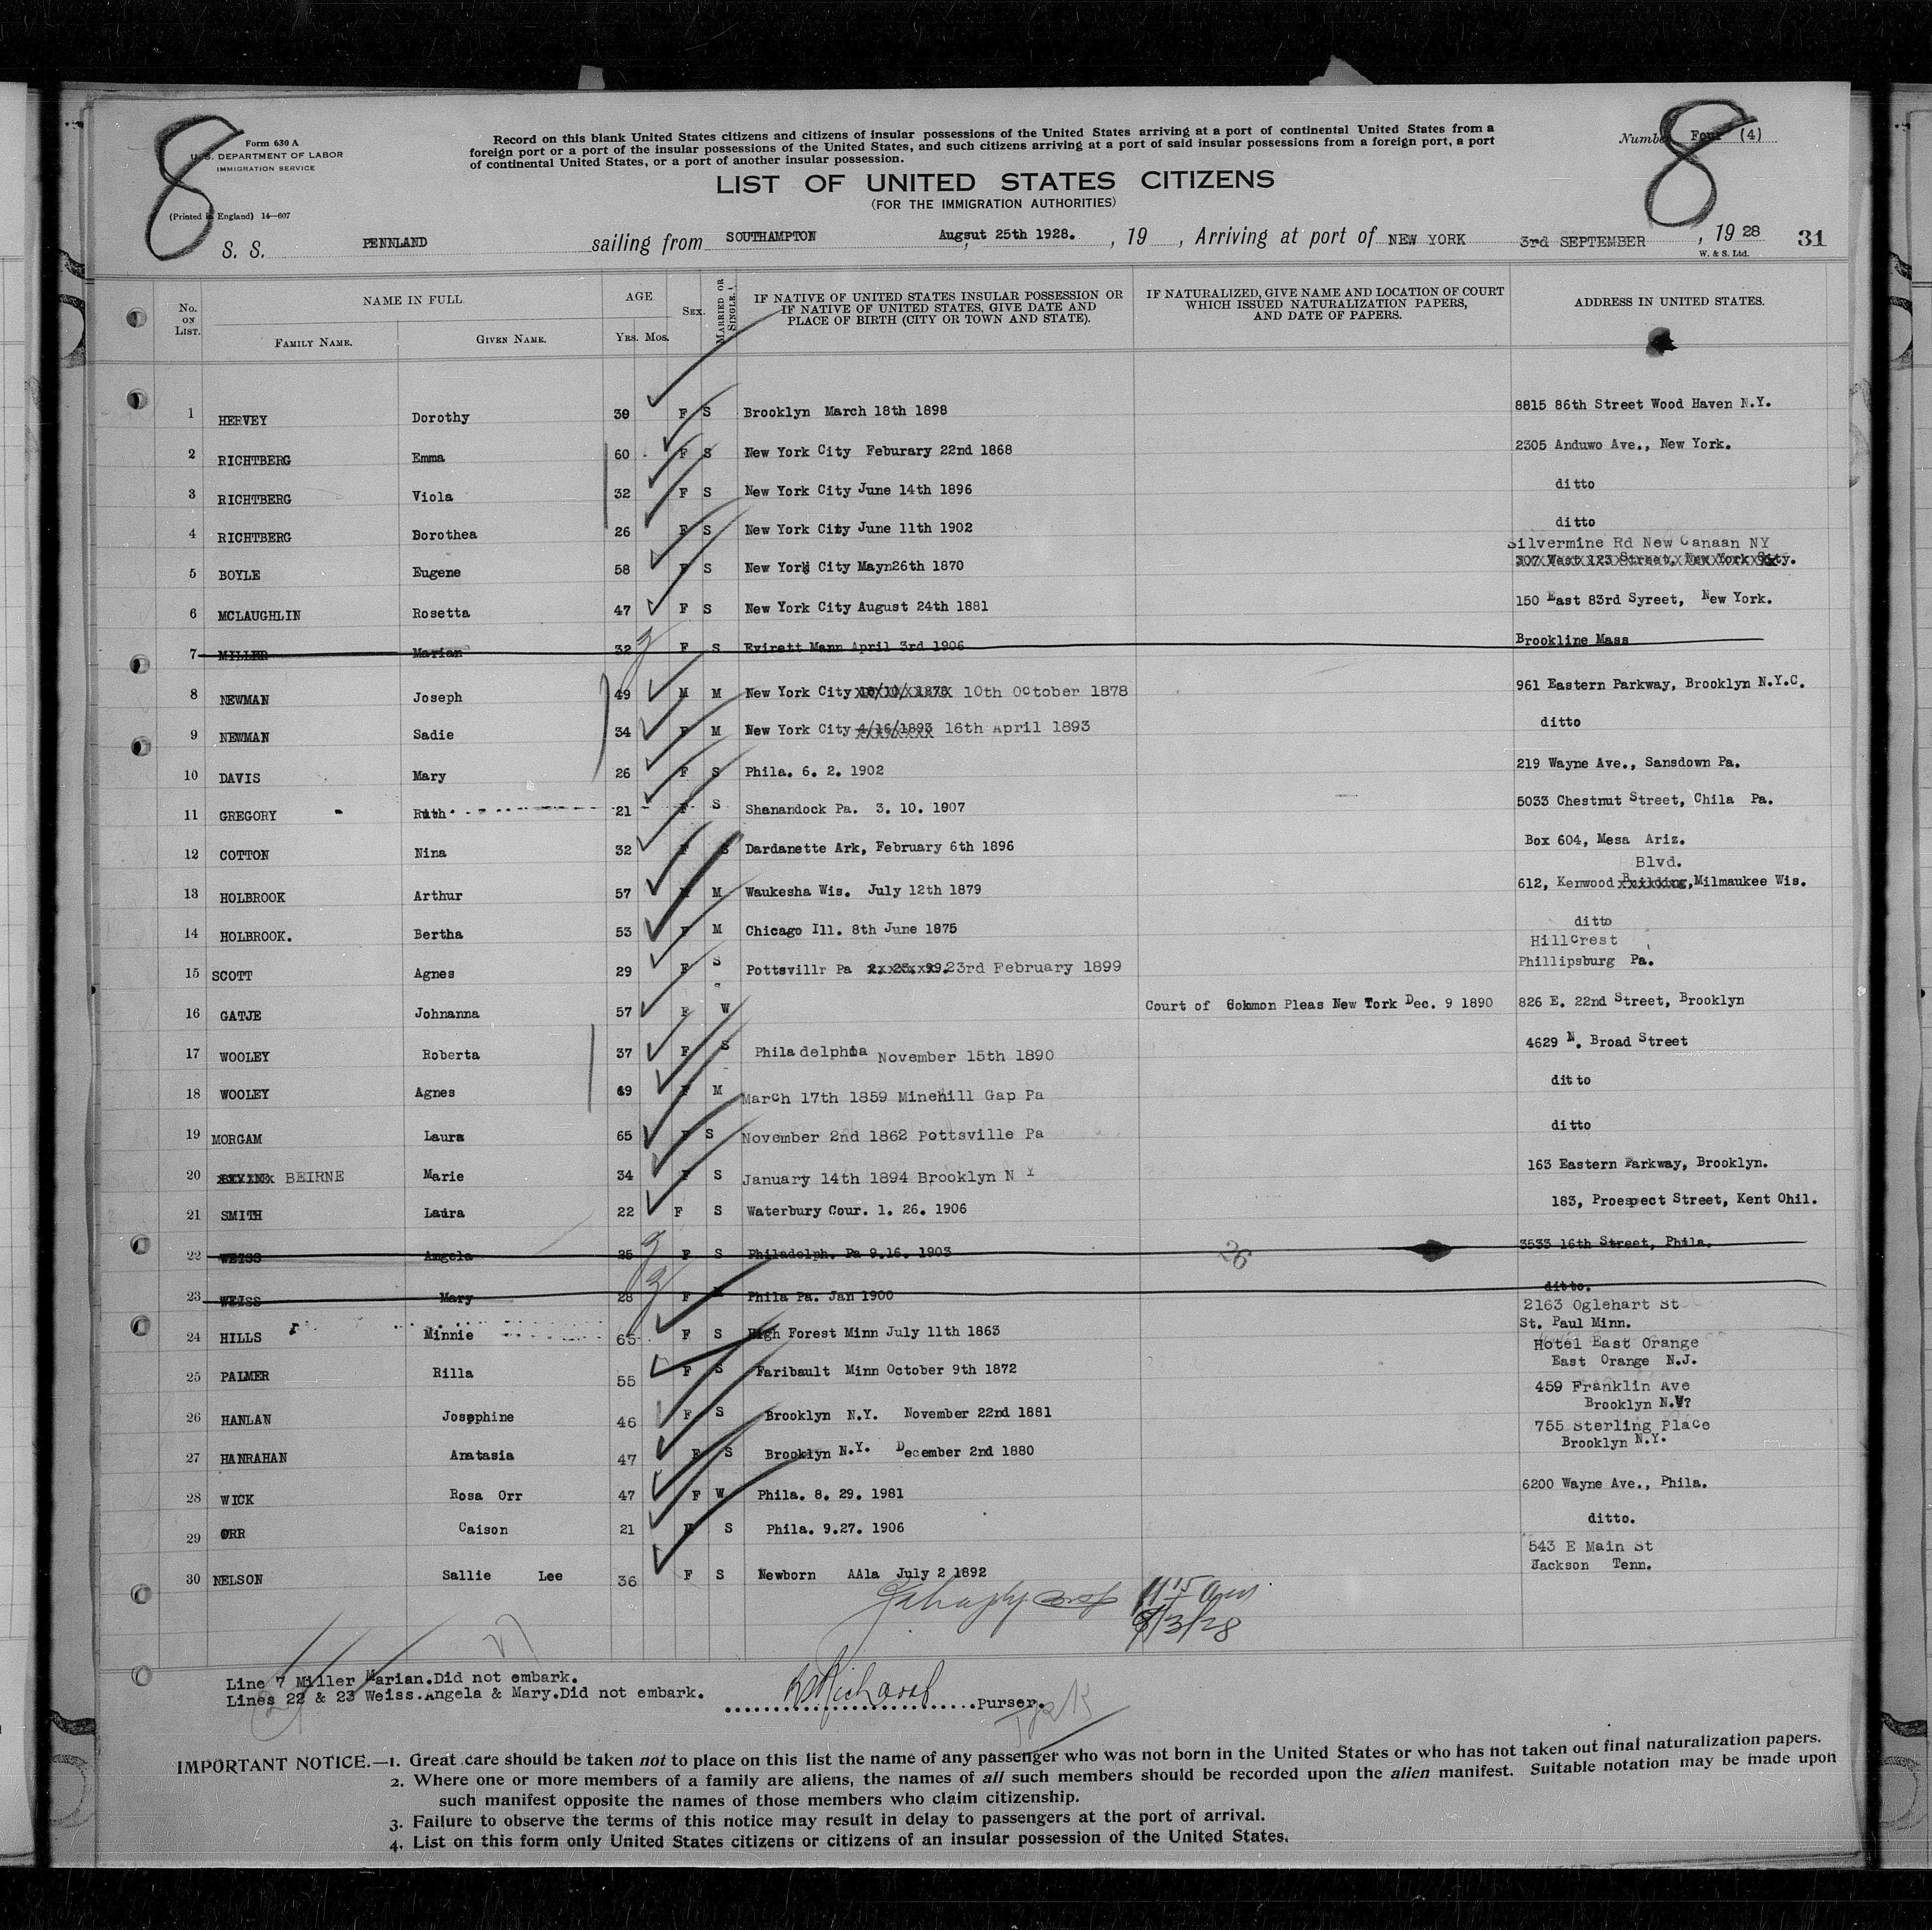 8
8
Form 630 A
U. S. DEPARTMENT OF LABOR
IMMIGRATION SERVICE
(Printed in England) 14—607
Record on this blank United States citizens and citizens of insular possessions of the United States arriving at a port of continental United States from a
foreign port or a port of the insular possessions of the United States, and such citizens arriving at a port of said insular possessions from a foreign port, a port
of continental United States, or a port of another insular possession.
Number Four (4)
LIST OF UNITED STATES CITIZENS
(FOR THE IMMIGRATION AUTHORITIES)
S. S. PENNLAND sailing from SOUTHAMPTON Augsut 25th 1928. , 19 , Arriving at port of NEW YORK 3rd SEPTEMBER , 19 28 31
W. & S. Ltd.
No. ON LIST. NAME IN FULL AGE SEX. MARRIED OR SINGLE. IF NATIVE OF UNITED STATES INSULAR POSSESSION OR IF NATIVE OF UNITED STATES, GIVE DATE AND PLACE OF BIRTH (CITY OR TOWN AND STATE). IF NATURALIZED, GIVE NAME AND LOCATION OF COURT WHICH ISSUED NATURALIZATION PAPERS, AND DATE OF PAPERS. ADDRESS IN UNITED STATES.
FAMILY NAME. GIVEN NAME. YRS. MOS.
1 HERVEY Dorothy 30 F S Brooklyn March 18th 1898 8815 86th Street Wood Haven N.Y.
2 RICHTBERG Emma 60 F S New York City Feburary 22nd 1868 2305 Anduwo Ave., New York.
3 RICHTBERG Viola 32 F S New York City June 14th 1896 ditto
4 RICHTBERG Dorothea 26 F S New York City June 11th 1902 ditto
Silvermine Rd New Canaan NY
5 BOYLE Eugene 58 F S New York City Mayn26th 1870 307 West 123 Street, New York City.
6 MCLAUGHLIN Rosetta 47 F S New York City August 24th 1881 150 East 83rd Syreet, New York.
7 MILLER Marian 32 F S Evirett Mann April 3rd 1906 Brookline Mass
8 NEWMAN Joseph 49 M M New York City 10/10/1878 10th October 1878 961 Eastern Parkway, Brooklyn N.Y.C.
9 NEWMAN Sadie 34 F M New York City 4/16/1893 16th April 1893 ditto
10 DAVIS Mary 26 F S Phila. 6. 2. 1902 219 Wayne Ave., Sansdown Pa.
11 GREGORY Ruth 21 F S Shanandock Pa. 3. 10. 1907 5033 Chestnut Street, Chila Pa.
12 COTTON Nina 32 F S Dardanette Ark, February 6th 1896 Box 604, Mesa Ariz.
Blvd.
13 HOLBROOK Arthur 57 M M Waukesha Wis. July 12th 1879 612, Kenwood Building, Milmaukee Wis.
14 HOLBROOK. Bertha 53 F M Chicago Ill. 8th June 1875 ditto
Hillcrest
15 SCOTT Agnes 29 F S Pottsvillr Pa 2. 23. 99. 23rd February 1899 Phillipsburg Pa.
16 GATJE Johnanna 57 F W Court of Common Pleas New Tork Dec. 9 1890 826 E. 22nd Street, Brooklyn
17 WOOLEY Roberta 37 F S Philadelphia November 15th 1890 4629 N. Broad Street
18 WOOLEY Agnes 69 F M March 17th 1859 Minehill Gap Pa ditto
19 MORGAM Laura 65 F S November 2nd 1862 Pottsville Pa ditto
20 BEIRNE Marie 34 F S January 14th 1894 Brooklyn N Y 163 Eastern Parkway, Brooklyn.
21 SMITH Laura 22 F S Waterbury Cour. 1. 26. 1906 183, Proespect Street, Kent Ohil.
22 WEISS Angela 25 F S Philadelph. Pa 9.16. 1903 26 3533 16th Street, Phila.
23 WEISS Mary 28 F Phila Pa. Jan 1900 ditto.
2163 Oglehart St
24 HILLS Minnie 65 F S High Forest Minn July 11th 1863 St. Paul Minn.
Hotel East Orange
25 PALMER Rilla 55 F S Faribault Minn October 9th 1872 East Orange N.J.
459 Franklin Ave
26 HANLAN Josephine 46 F S Brooklyn N.Y. November 22nd 1881 Brooklyn N.Y?
755 Sterling Place
27 HANRAHAN Anatasia 47 F S Brooklyn N.Y. December 2nd 1880 Brooklyn N.Y.
28 WICK Rosa Orr 47 F W Phila. 8. 29. 1981 6200 Wayne Ave., Phila.
29 ORR Caison 21 S Phila. 9.27. 1906 ditto.
543 E Main St
30 NELSON Sallie Lee 36 F S Newborn AAla July 2 1892 Jackson Tenn.
11 15 am
9/3/28
Line 7 Miller Marian.Did not embark.
Lines 22 & 23 Weiss.Angela & Mary.Did not embark.
Purser.
IMPORTANT NOTICE.—1. Great care should be taken not to place on this list the name of any passenger who was not born in the United States or who has not taken out final naturalization papers.
2. Where one or more members of a family are aliens, the names of all such members should be recorded upon the alien manifest. Suitable notation may be made upon
such manifest opposite the names of those members who claim citizenship.
3. Failure to observe the terms of this notice may result in delay to passengers at the port of arrival.
4. List on this form only United States citizens or citizens of an insular possession of the United States.